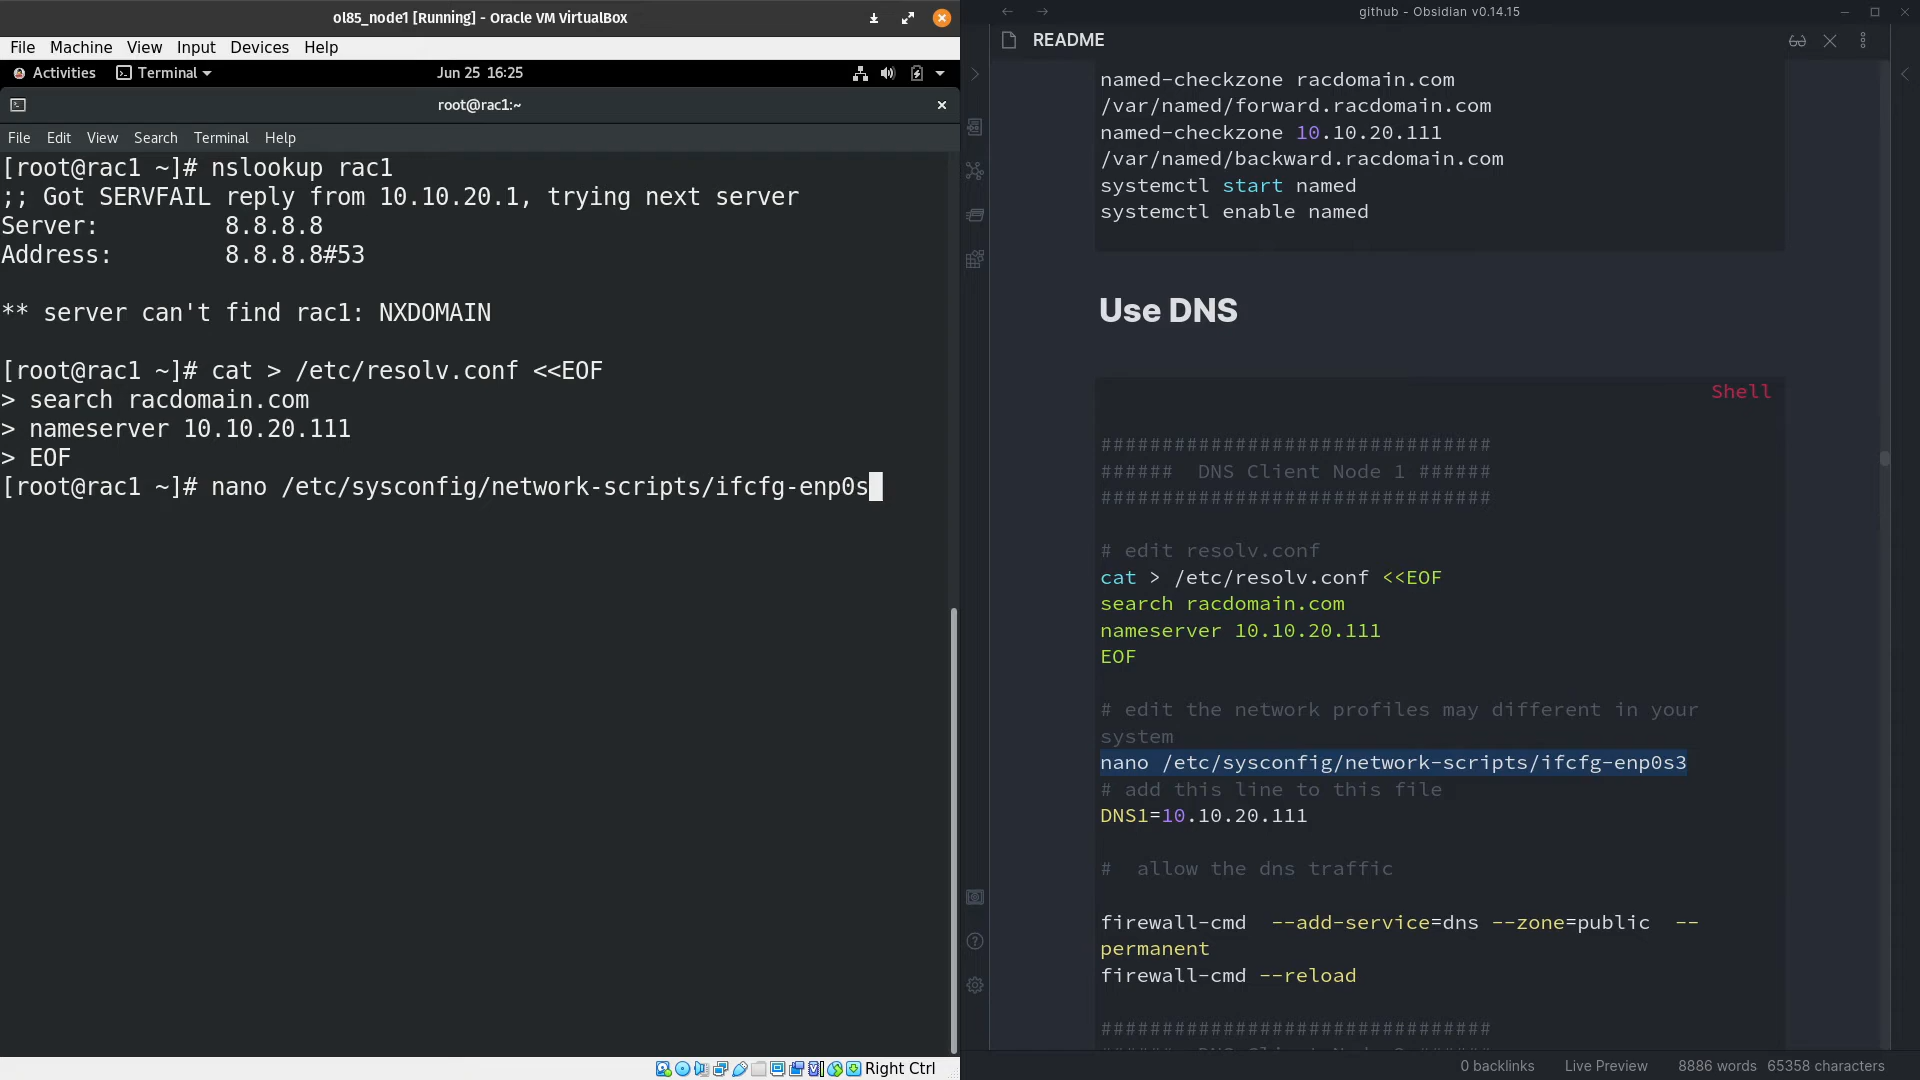 ol85_node1 [Running] - Oracle VM VirtualBox
File Machine View Input Devices Help
Activities Terminal Jun 25 16:25
root@rac1:~
File Edit View Search Terminal Help
[root@rac1 ~]# nslookup rac1
;; Got SERVFAIL reply from 10.10.20.1, trying next server
Server: 8.8.8.8
Address: 8.8.8.8#53
** server can't find rac1: NXDOMAIN
[root@rac1 ~]# cat > /etc/resolv.conf <<EOF
> search racdomain.com
> nameserver 10.10.20.111
> EOF
[root@rac1 ~]# nano /etc/sysconfig/network-scripts/ifcfg-enp0s
Right Ctrl
github - Obsidian v0.14.15
README
named-checkzone racdomain.com
/var/named/forward.racdomain.com
named-checkzone 10.10.20.111
/var/named/backward.racdomain.com
systemctl start named
systemctl enable named
Use DNS
Shell
################################
###### DNS Client Node 1 ######
################################
# edit resolv.conf
cat > /etc/resolv.conf <<EOF
search racdomain.com
nameserver 10.10.20.111
EOF
# edit the network profiles may different in your
system
nano /etc/sysconfig/network-scripts/ifcfg-enp0s3
# add this line to this file
DNS1=10.10.20.111
#  allow the dns traffic
firewall-cmd  --add-service=dns --zone=public  --
permanent
firewall-cmd --reload
################################
0 backlinks Live Preview 8886 words 65358 characters